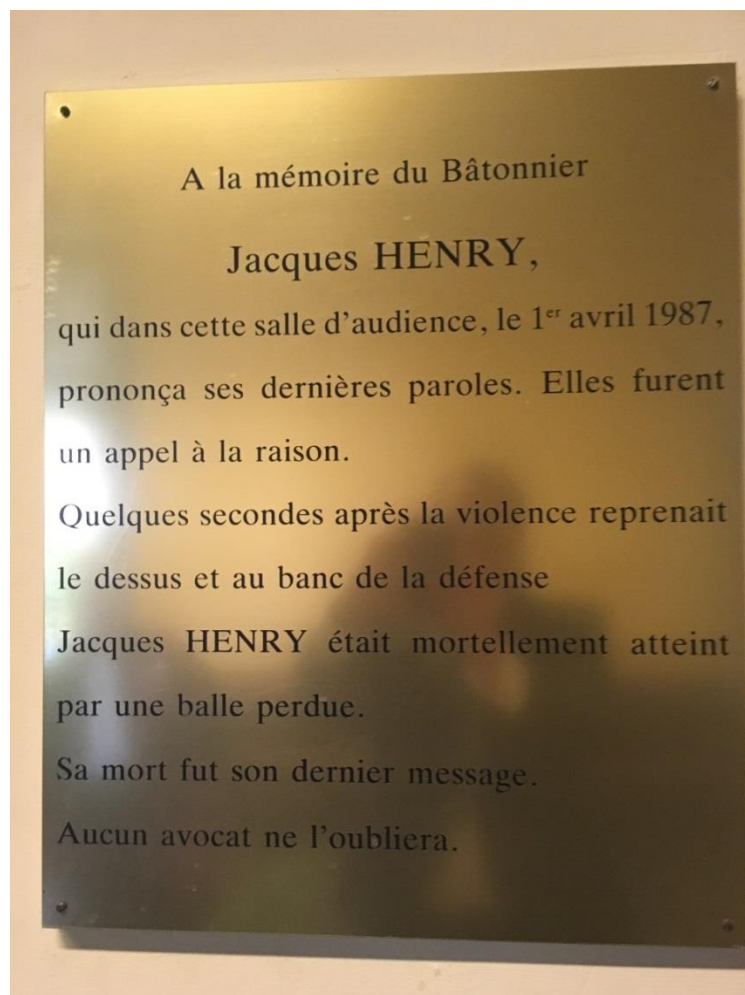 A la mémoire du Bâtonnier
Jacques HENRY,
qui dans cette salle d'audience, le 1er avril 1987,
prononça ses dernières paroles. Elles furent
un appel à la raison.
Quelques secondes après la violence reprenait
le dessus et au banc de la défense
Jacques HENRY était mortellement atteint
par une balle perdue.
Sa mort fut son dernier message.
Aucun avocat ne l'oubliera.